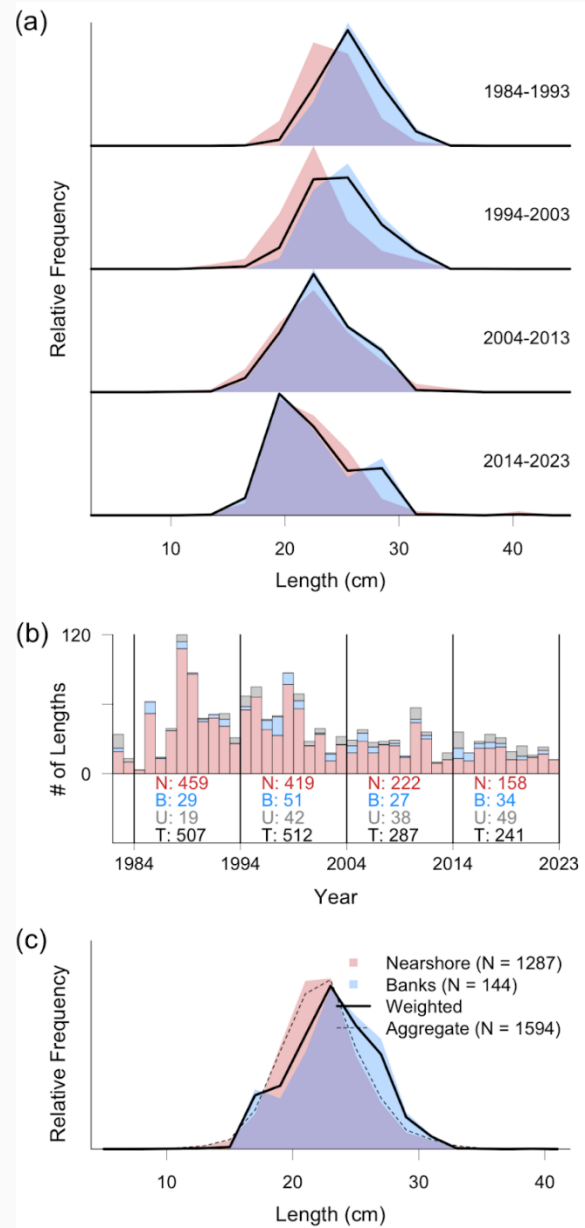 (a)
1984-1993
1994-2003
2004-2013
2014-2023
Relative Frequency
10 20 30 40
Length (cm)
(b)
120
0
# of Lengths
N: 459 N: 419 N: 222 N: 158
B: 29 B: 51 B: 27 B: 34
U: 19 U: 42 U: 38 U: 49
T: 507 T: 512 T: 287 T: 241
1984 1994 2004 2014 2023
Year
(c)
Nearshore (N = 1287)
Banks (N = 144)
Weighted
Aggregate (N = 1594)
Relative Frequency
10 20 30 40
Length (cm)